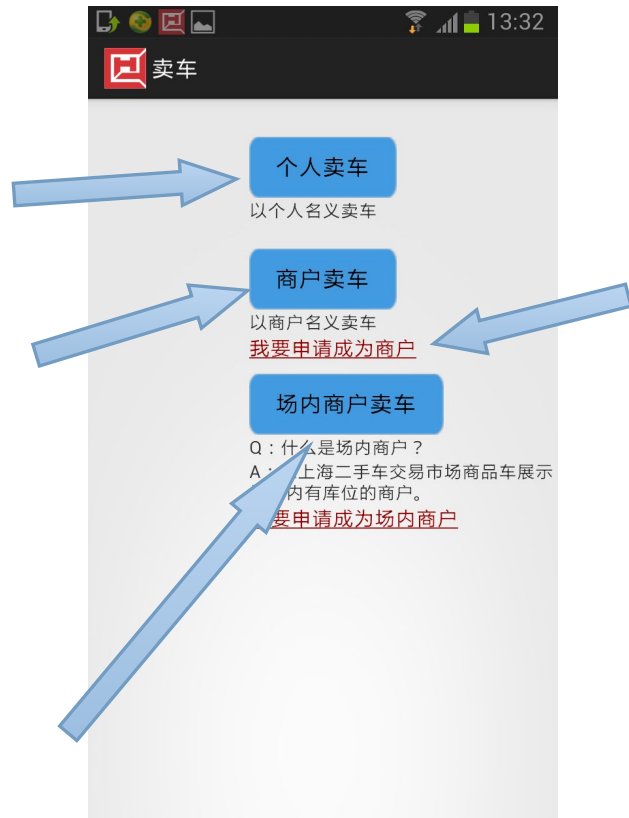 13:32
卖车
个人卖车
以个人名义卖车
商户卖车
以商户名义卖车
我要申请成为商户
场内商户卖车
Q：什么是场内商户？
A：上海二手车交易市场商品车展示
内有库位的商户。
要申请成为场内商户